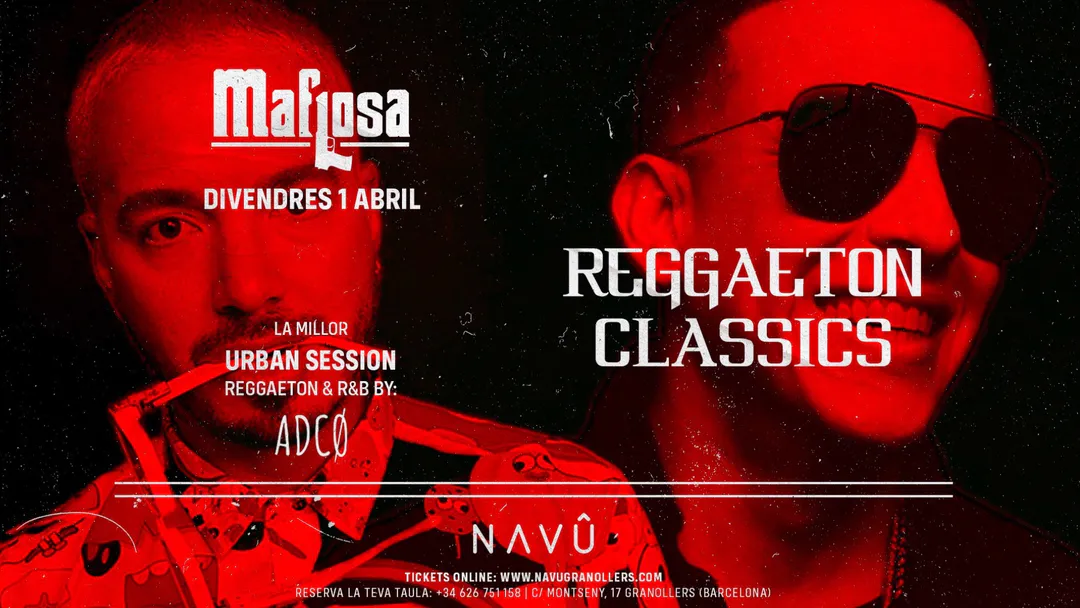 Mafiosa
DIVENDRES 1 ABRIL
REGGAETON
CLASSICS
LA MILLOR
URBAN SESSION
REGGAETON & R&B BY:
ADCØ
NAVÛ
TICKETS ONLINE: WWW.NAVUGRANOLLERS.COM
RESERVA LA TEVA TAULA: +34 626 751 158 | C/ MONTSENY, 17 GRANOLLERS (BARCELONA)